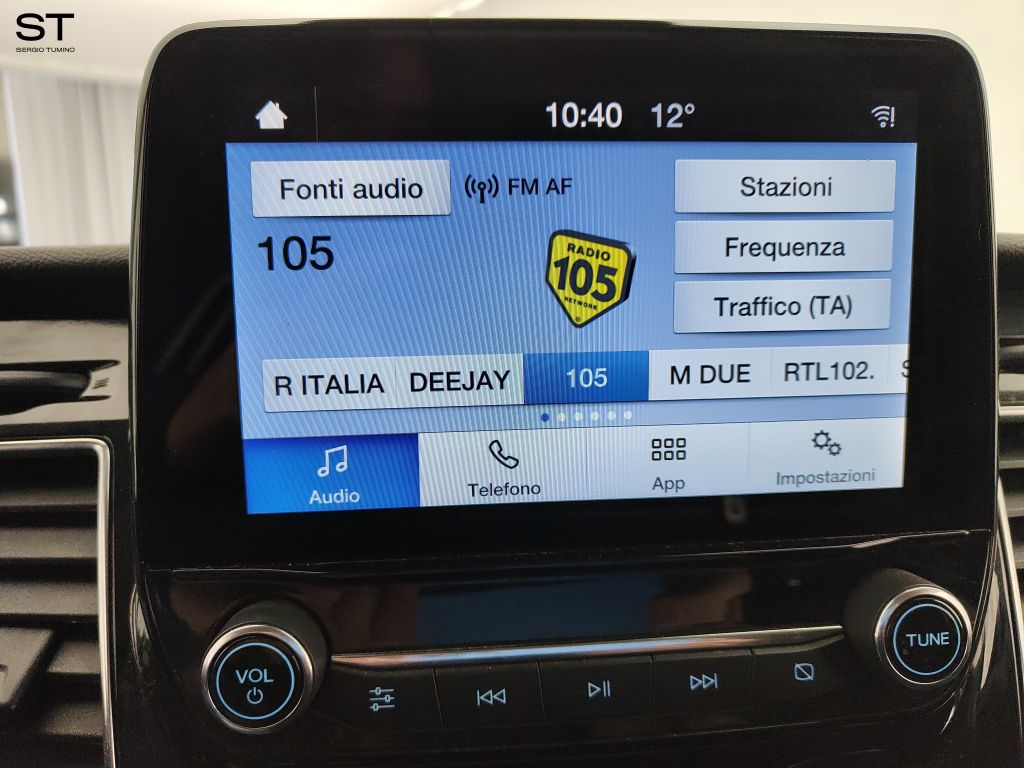 ST
SERGIO TUMINO
10:40 12°
Fonti audio
FM AF
Stazioni
105
Frequenza
RADIO
105
NETWORK
Traffico (TA)
R ITALIA DEEJAY 105 M DUE RTL102.
Audio Telefono App Impostazioni
VOL
TUNE